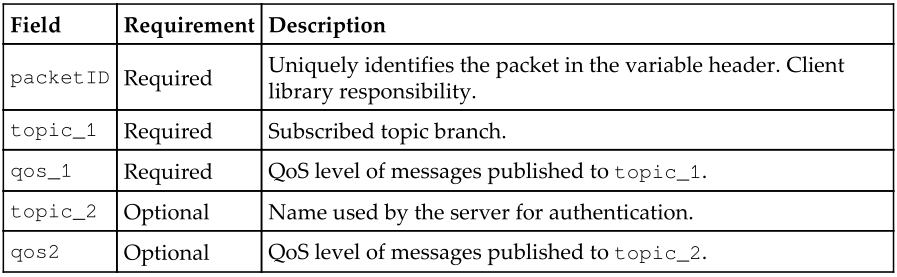 Field Requirement Description
packetID Required Uniquely identifies the packet in the variable header. Client
library responsibility.
topic_1 Required Subscribed topic branch.
qos_1 Required QoS level of messages published to topic_1.
topic_2 Optional Name used by the server for authentication.
qos2 Optional QoS level of messages published to topic_2.